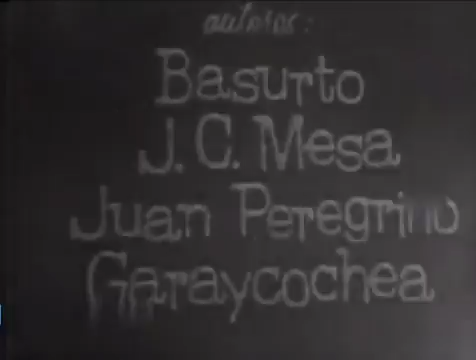 autores:
Basurto
J. C. Mesa
Juan Peregrino
Garaycochea